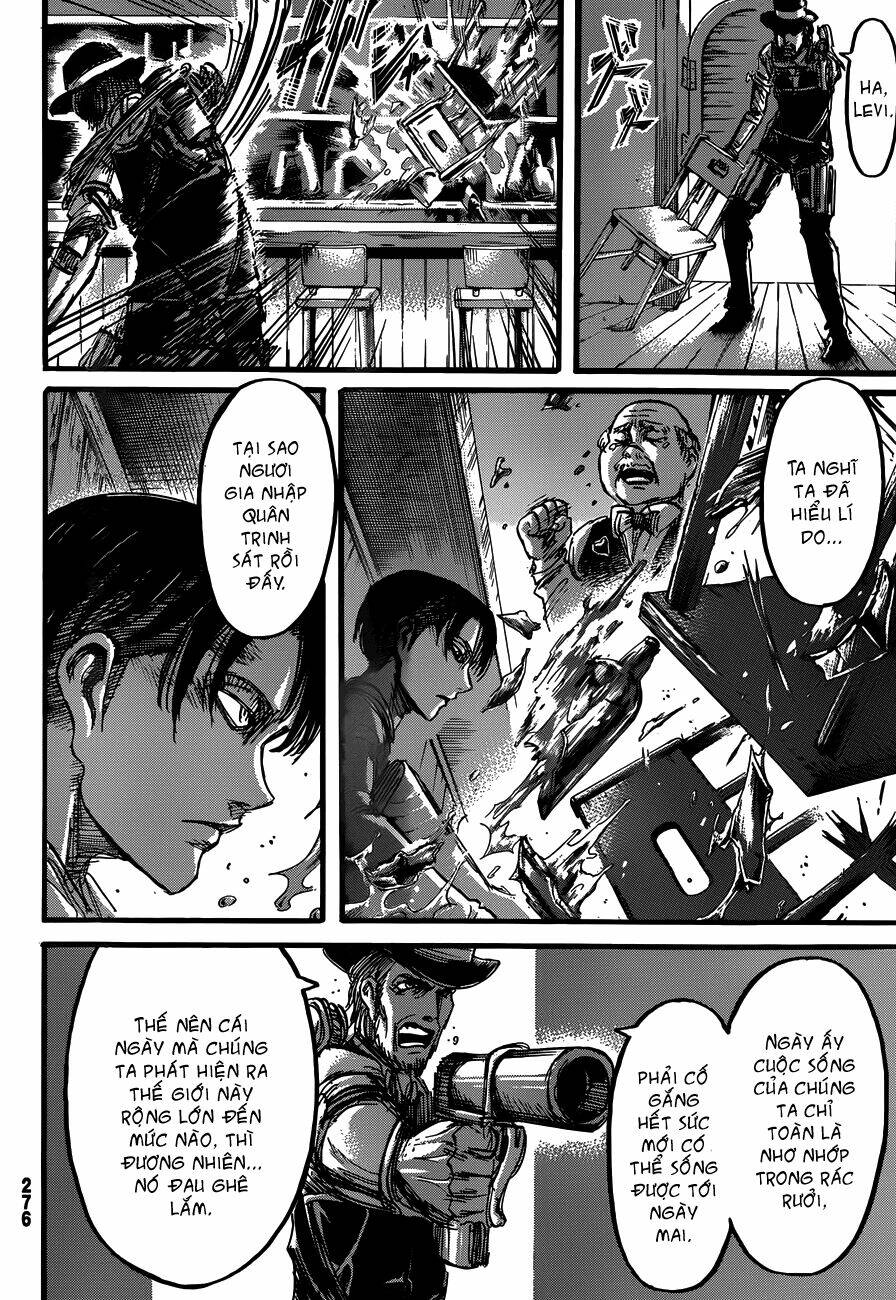 HA,
LEVI.
TA NGHĨ
TA ĐÃ
HIỂU LÍ
DO...
TẠI SAO
NGƯƠI
GIA NHẬP
QUÂN
TRINH
SÁT RỒI
ĐẤY.
NGÀY ẤY
CUỘC SỐNG
CỦA CHÚNG
TA CHỈ
TOÀN LÀ
NHƠ NHỚP
TRONG RÁC
RƯỞI,
PHẢI CỐ
GẮNG
HẾT SỨC
MỚI CÓ
THỂ SỐNG
ĐƯỢC TỚI
NGÀY
MAI.
THẾ NÊN CÁI
NGÀY MÀ CHÚNG
TA PHÁT HIỆN RA
THẾ GIỚI NÀY
RỘNG LỚN ĐẾN
MỨC NÀO, THÌ
ĐƯƠNG NHIÊN...
NÓ ĐAU GHÊ
LẮM.
276